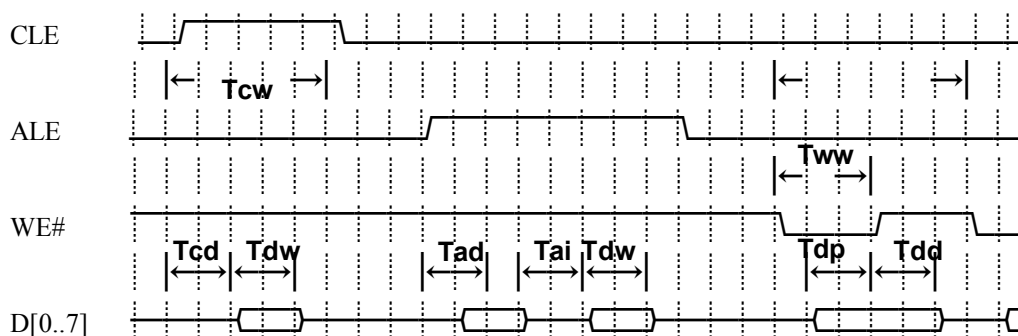 CLE
Tcw
ALE
Tww
WE#
Tcd Tdw Tad Tai Tdw Tdp Tdd
D[0..7]